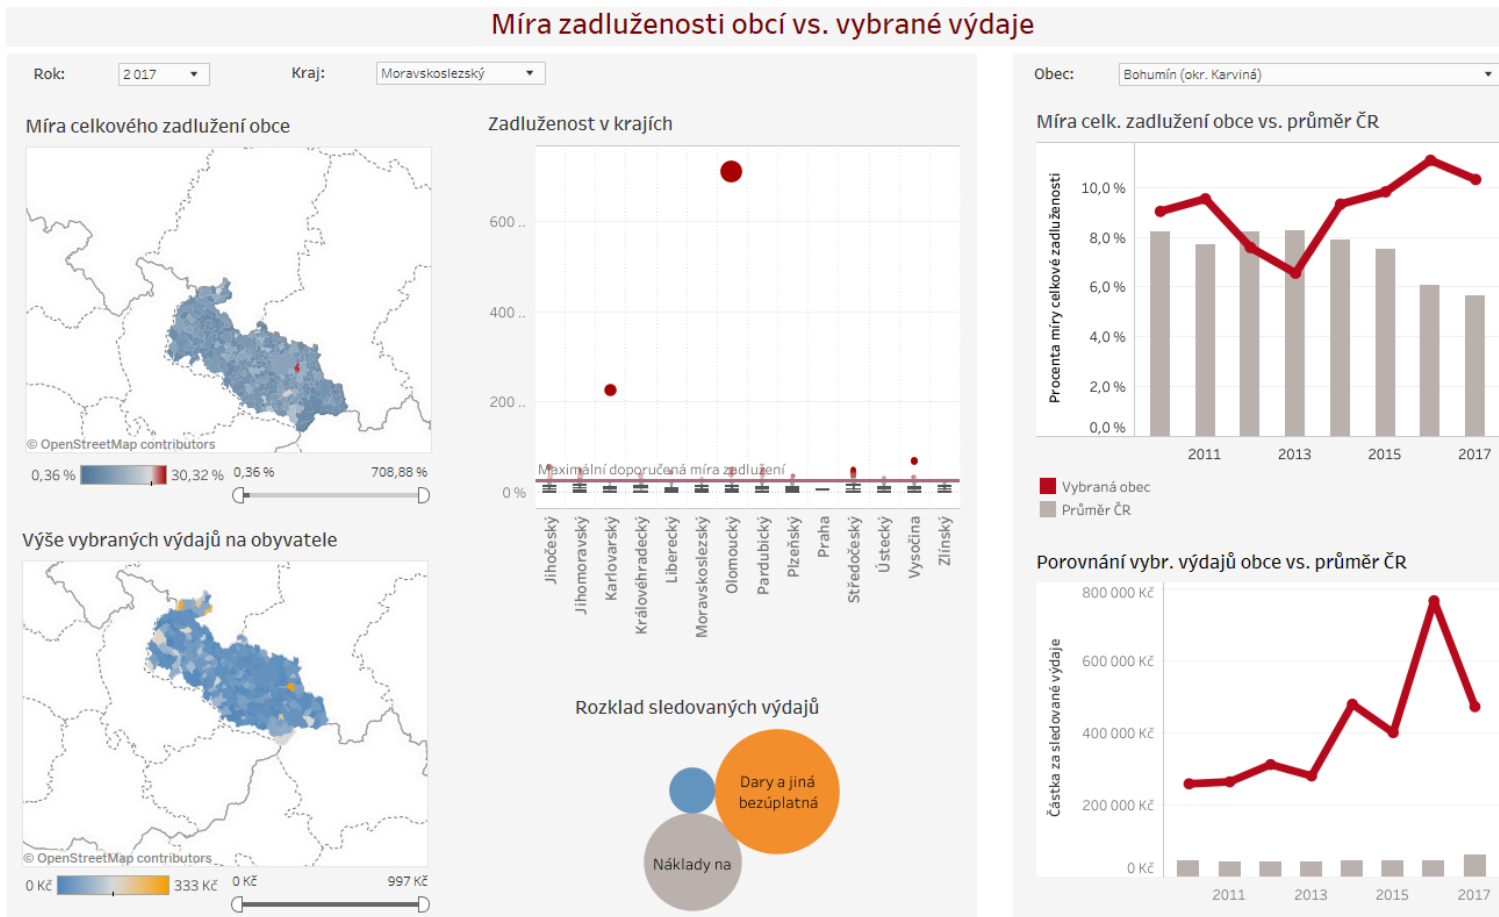 Míra zadluženosti obcí vs. vybrané výdaje
Rok:
2 017
Kraj:
Moravskoslezský
Míra celkového zadlužení obce
© OpenStreetMap contributors
0,36 %
30,32 %
0,36 %
708,88 %
Výše vybraných výdajů na obyvatele
© OpenStreetMap contributors
0 Kč
333 Kč
0 Kč
997 Kč
Zadluženost v krajích
600 ..
400 ..
200 ..
Maximální doporučená míra zadlužení
0 %
Jihočeský
Jihomoravský
Karlovarský
Královéhradecký
Liberecký
Moravskoslezský
Olomoucký
Pardubický
Plzeňský
Praha
Středočeský
Ústecký
Vysočina
Zlínský
Rozklad sledovaných výdajů
Dary a jiná
bezúplatná
Náklady na
Obec:
Bohumín (okr. Karviná)
Míra celk. zadlužení obce vs. průměr ČR
Procenta míry celkové zadluženosti
10,0 %
8,0 %
6,0 %
4,0 %
2,0 %
0,0 %
2011
2013
2015
2017
Vybraná obec
Průměr ČR
Porovnání vybr. výdajů obce vs. průměr ČR
Částka za sledované výdaje
800 000 Kč
600 000 Kč
400 000 Kč
200 000 Kč
0 Kč
2011
2013
2015
2017